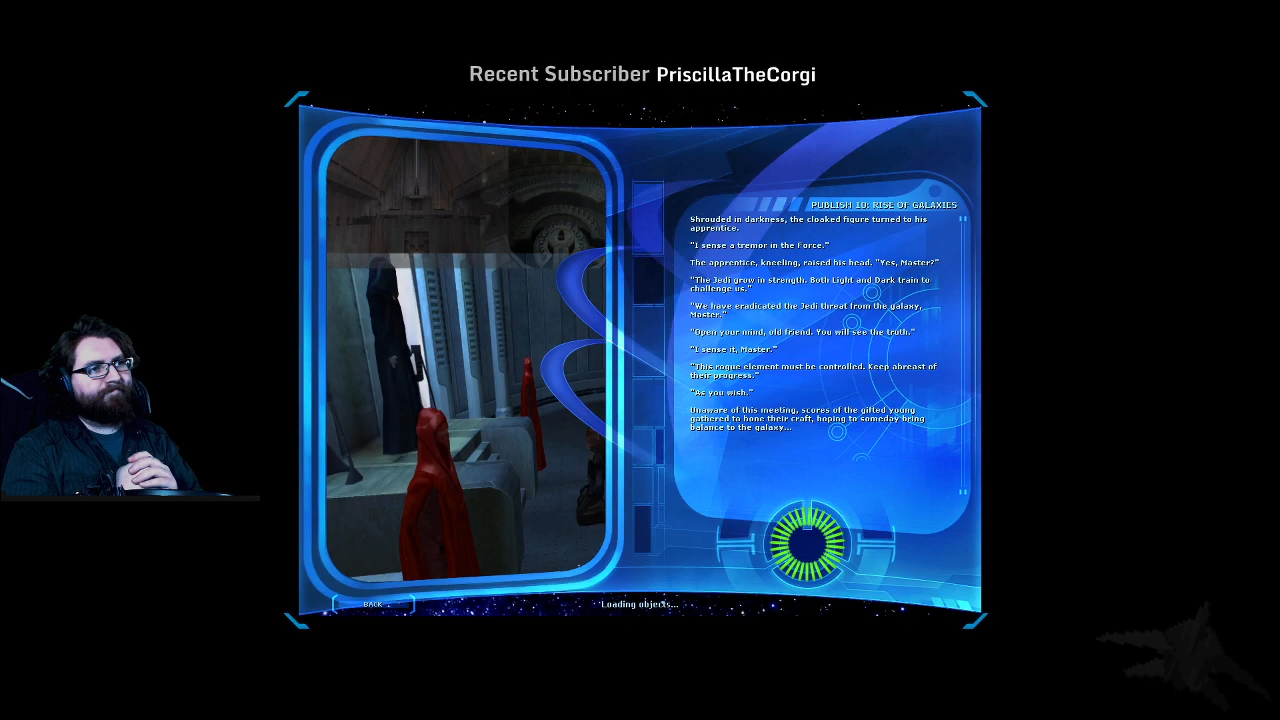 Recent Subscriber PriscillaTheCorgi
PUBLISH 10: RISE OF GALAXIES
Shrouded in darkness, the cloaked figure turned to his
apprentice.
"I sense a tremor in the Force."
The apprentice, kneeling, raised his head. "Yes, Master?"
"The Jedi grow in strength. Both Light and Dark train to
challenge us."
"We have eradicated the Jedi threat from the galaxy,
Master."
"Open your mind, old friend. You will see the truth."
"I sense it, Master."
"This rogue element must be controlled. Keep abreast of
their progress."
"As you wish."
Unaware of this meeting, scores of the gifted young
gathered to hone their craft, hoping to someday bring
balance to the galaxy...
BACK
Loading objects...